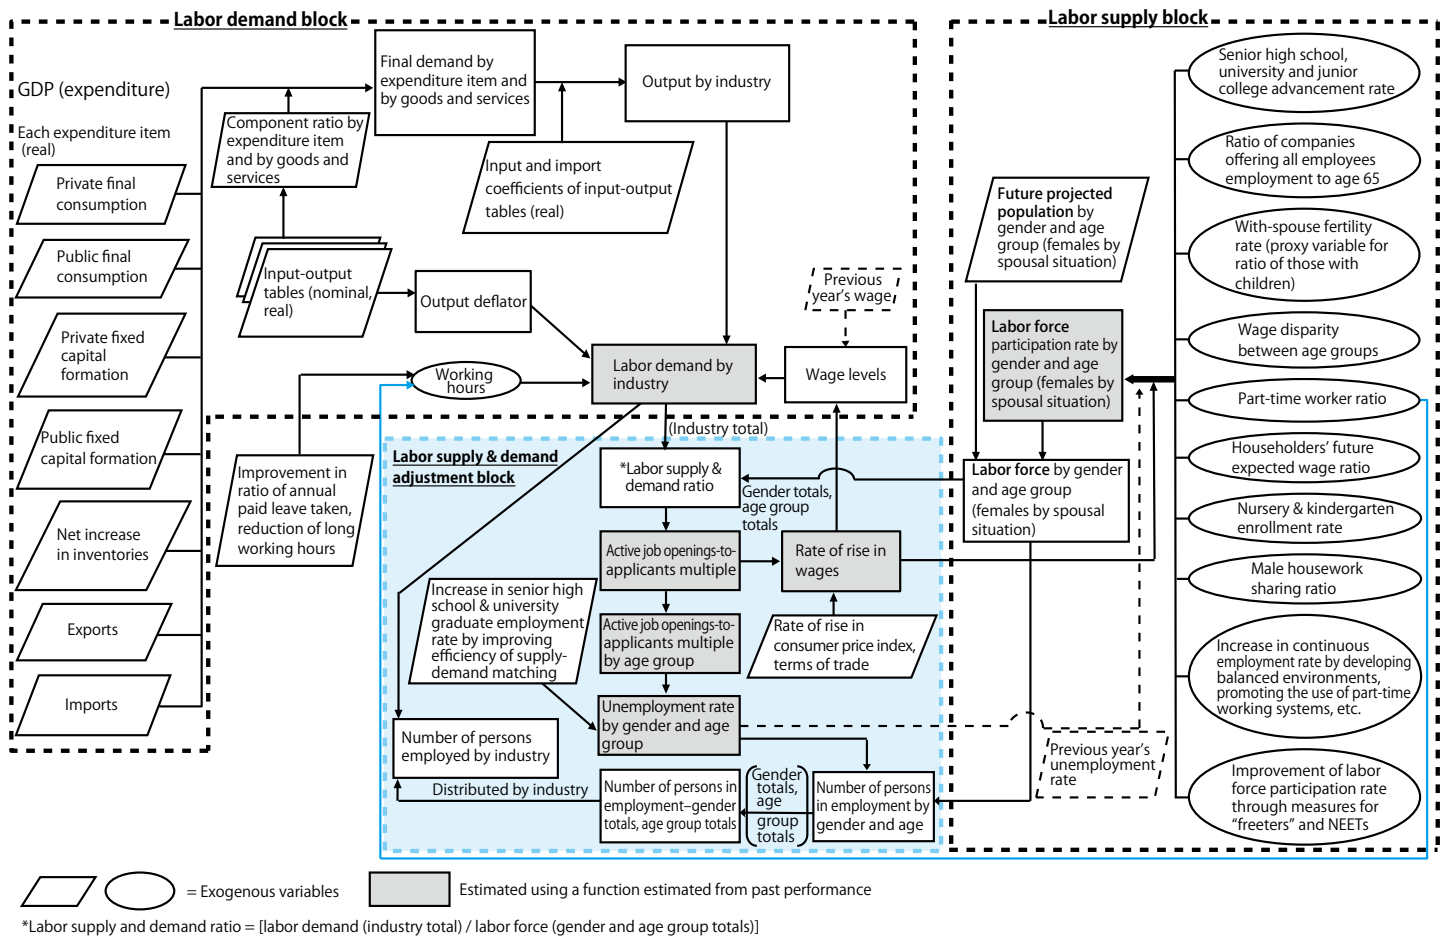 Labor demand block
GDP (expenditure)
Each expenditure item
(real)
Private final
consumption
Public final
consumption
Private fixed
capital
formation
Public fixed
capital formation
Net increase
in inventories
Exports
Imports
Component ratio by
expenditure item
and by goods and
services
Input-output
tables (nominal,
real)
Final demand by
expenditure item and
by goods and services
Input and import
coefficients of input-output
tables (real)
Output by industry
Output deflator
Working
hours
Labor demand by
industry
Previous
year's wage
Wage levels
Improvement in
ratio of annual
paid leave taken,
reduction of long
working hours
(Industry total)
Labor supply & demand
adjustment block
*Labor supply &
demand ratio
Gender totals,
age group
totals
Active job openings-to-
applicants multiple
Rate of rise in
wages
Increase in senior high
school & university
graduate employment
rate by improving
efficiency of supply-
demand matching
Active job openings-to-
applicants multiple
by age group
Rate of rise in
consumer price index,
terms of trade
Unemployment rate
by gender and age
group
Number of persons
employed by industry
Distributed by industry
Number of persons in
employment–gender
totals, age group totals
Gender
totals,
age
group
totals
Number of persons
in employment by
gender and age
Labor supply block
Future projected
population by
gender and age
group (females by
spousal situation)
Labor force
participation rate by
gender and age
group (females by
spousal situation)
Labor force by gender
and age group
(females by spousal
situation)
Previous year's
unemployment
rate
Senior high school,
university and junior
college advancement rate
Ratio of companies
offering all employees
employment to age 65
With-spouse fertility
rate (proxy variable for
ratio of those with
children)
Wage disparity
between age groups
Part-time worker ratio
Householders' future
expected wage ratio
Nursery & kindergarten
enrollment rate
Male housework
sharing ratio
Increase in continuous
employment rate by developing
balanced environments,
promoting the use of part-time
working systems, etc.
Improvement of labor
force participation rate
through measures for
"freeters" and NEETs
= Exogenous variables
Estimated using a function estimated from past performance
*Labor supply and demand ratio = [labor demand (industry total) / labor force (gender and age group totals)]